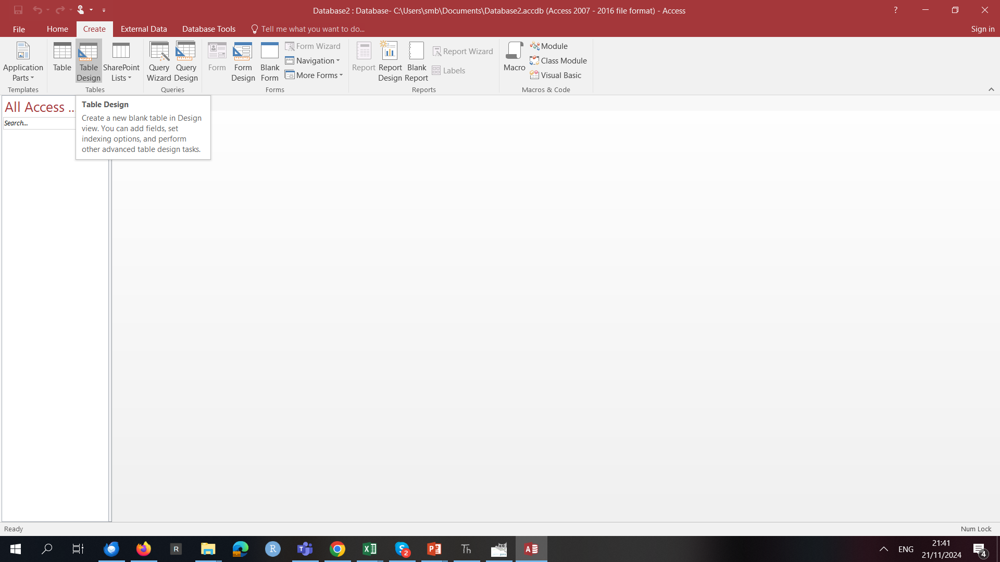 Database2 : Database- C:\Users\smb\Documents\Database2.accdb (Access 2007 - 2016 file format) - Access
?
File
Home
Create
External Data
Database Tools
Tell me what you want to do...
Sign in
Application Parts
Table
Table Design
SharePoint Lists
Query Wizard
Query Design
Form
Form Design
Blank Form
Form Wizard
Navigation
More Forms
Report
Report Design
Blank Report
Report Wizard
Labels
Macro
Module
Class Module
Visual Basic
Templates
Tables
Queries
Forms
Reports
Macros & Code
All Access ...
Search...
Table Design
Create a new blank table in Design
view. You can add fields, set
indexing options, and perform
other advanced table design tasks.
Ready
Num Lock
R
R
T
X
S
2
P
Th
A
ENG
21:41
21/11/2024
4